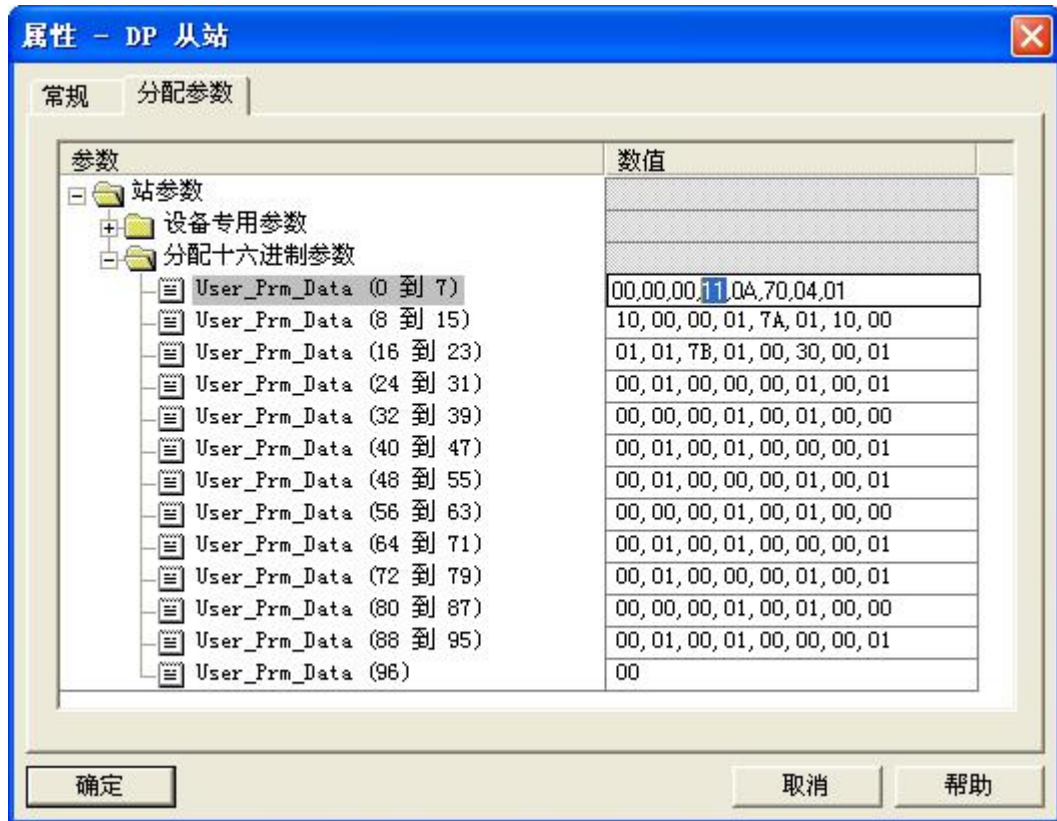 属性 - DP 从站
常规 分配参数
参数 数值
站参数
设备专用参数
分配十六进制参数
User_Prm_Data (0 到 7) 00,00,00,11,0A,70,04,01
User_Prm_Data (8 到 15) 10,00,00,01,7A,01,10,00
User_Prm_Data (16 到 23) 01,01,7B,01,00,30,00,01
User_Prm_Data (24 到 31) 00,01,00,00,00,01,00,01
User_Prm_Data (32 到 39) 00,00,00,01,00,01,00,00
User_Prm_Data (40 到 47) 00,01,00,01,00,00,00,01
User_Prm_Data (48 到 55) 00,01,00,00,00,01,00,01
User_Prm_Data (56 到 63) 00,00,00,01,00,01,00,00
User_Prm_Data (64 到 71) 00,01,00,01,00,00,00,01
User_Prm_Data (72 到 79) 00,01,00,00,00,01,00,01
User_Prm_Data (80 到 87) 00,00,00,01,00,01,00,00
User_Prm_Data (88 到 95) 00,01,00,01,00,00,00,01
User_Prm_Data (96) 00
确定 取消 帮助